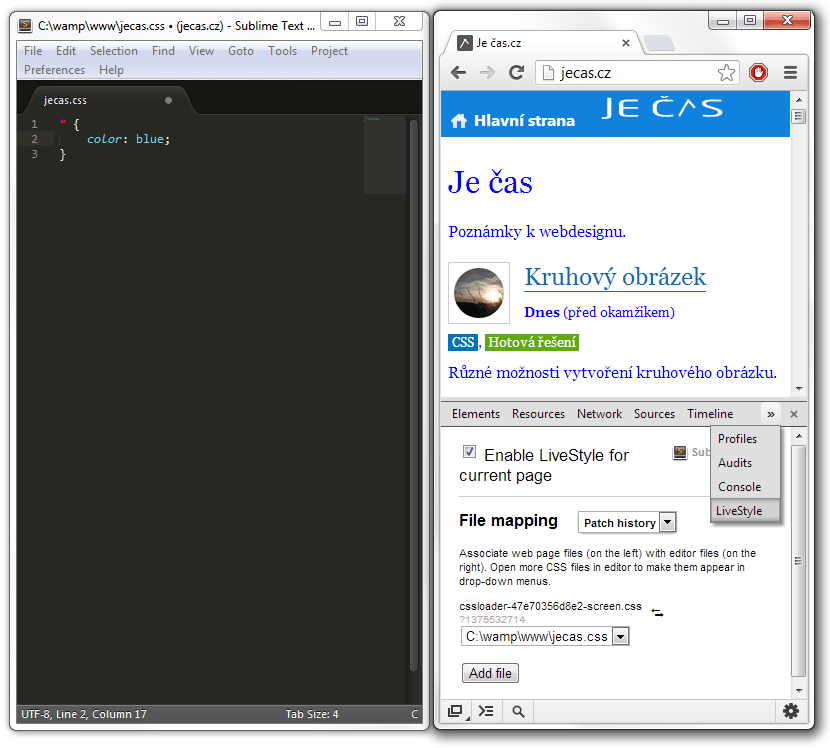 C:\wamp\www\jecas.css • (jecas.cz) - Sublime Text ...
File Edit Selection Find View Goto Tools Project
Preferences Help
jecas.css
1 * {
2 color: blue;
3 }
UTF-8, Line 2, Column 17 Tab Size: 4 C
Je čas.cz
jecas.cz
Hlavní strana JE ČAS
Je čas
Poznámky k webdesignu.
Kruhový obrázek
Dnes (před okamžikem)
CSS, Hotová řešení
Různé možnosti vytvoření kruhového obrázku.
Elements Resources Network Sources Timeline »
Profiles
Audits
Console
LiveStyle
Enable LiveStyle for
current page
Sub
File mapping Patch history
Associate web page files (on the left) with editor files (on the
right). Open more CSS files in editor to make them appear in
drop-down menus.
cssloader-47e70356d8e2-screen.css
?1375532714
C:\wamp\www\jecas.css
Add file